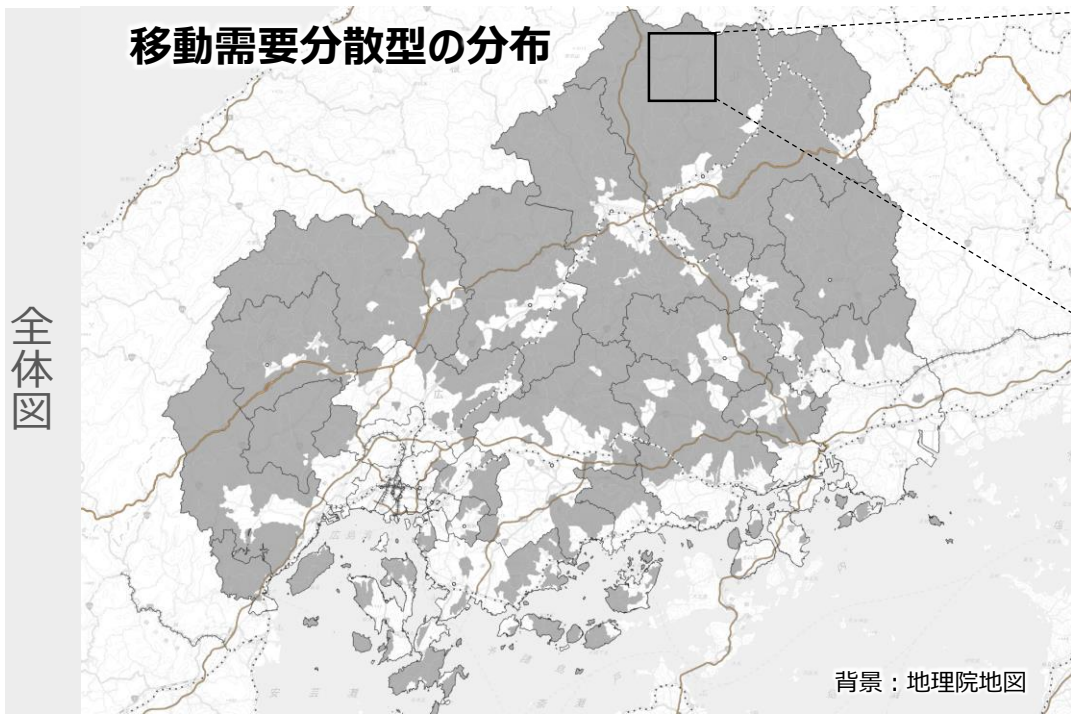 移動需要分散型の分布
全体図
背景：地理院地図